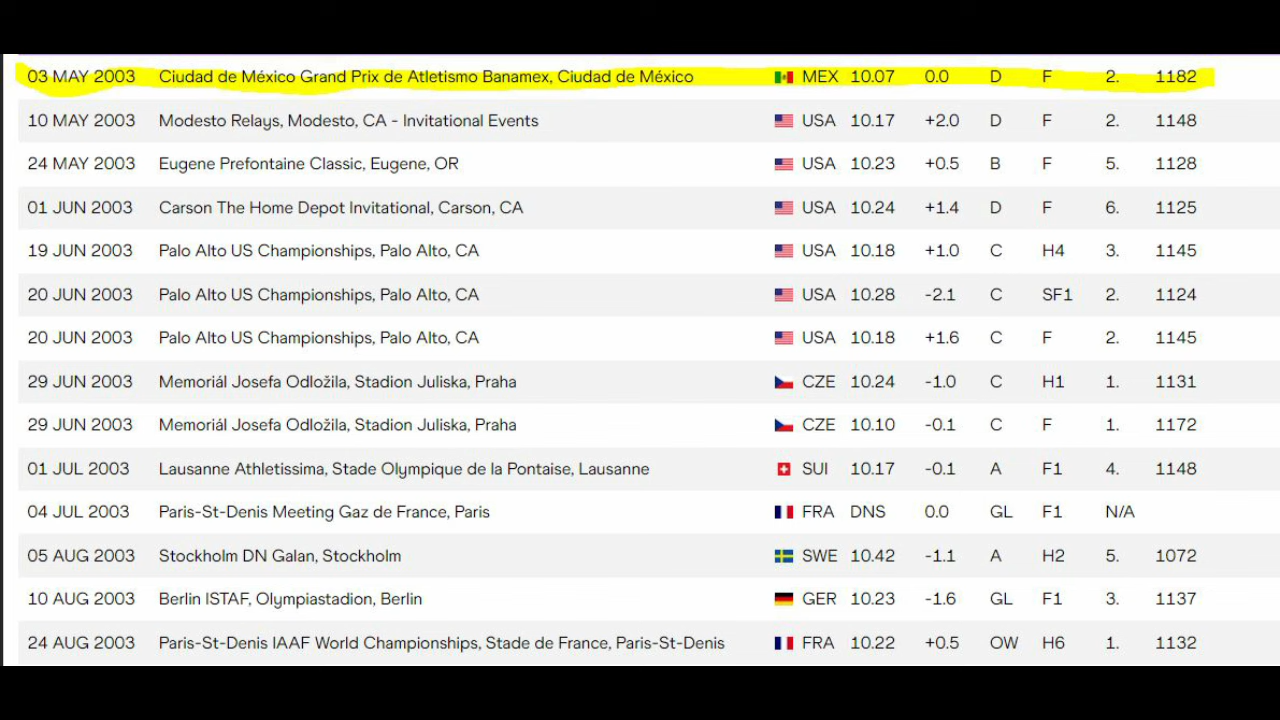 03 MAY 2003 Ciudad de México Grand Prix de Atletismo Banamex, Ciudad de México MEX 10.07 0.0 D F 2. 1182
10 MAY 2003 Modesto Relays, Modesto, CA - Invitational Events USA 10.17 +2.0 D F 2. 1148
24 MAY 2003 Eugene Prefontaine Classic, Eugene, OR USA 10.23 +0.5 B F 5. 1128
01 JUN 2003 Carson The Home Depot Invitational, Carson, CA USA 10.24 +1.4 D F 6. 1125
19 JUN 2003 Palo Alto US Championships, Palo Alto, CA USA 10.18 +1.0 C H4 3. 1145
20 JUN 2003 Palo Alto US Championships, Palo Alto, CA USA 10.28 -2.1 C SF1 2. 1124
20 JUN 2003 Palo Alto US Championships, Palo Alto, CA USA 10.18 +1.6 C F 2. 1145
29 JUN 2003 Memoriál Josefa Odložila, Stadion Juliska, Praha CZE 10.24 -1.0 C H1 1. 1131
29 JUN 2003 Memoriál Josefa Odložila, Stadion Juliska, Praha CZE 10.10 -0.1 C F 1. 1172
01 JUL 2003 Lausanne Athletissima, Stade Olympique de la Pontaise, Lausanne SUI 10.17 -0.1 A F1 4. 1148
04 JUL 2003 Paris-St-Denis Meeting Gaz de France, Paris FRA DNS 0.0 GL F1 N/A
05 AUG 2003 Stockholm DN Galan, Stockholm SWE 10.42 -1.1 A H2 5. 1072
10 AUG 2003 Berlin ISTAF, Olympiastadion, Berlin GER 10.23 -1.6 GL F1 3. 1137
24 AUG 2003 Paris-St-Denis IAAF World Championships, Stade de France, Paris-St-Denis FRA 10.22 +0.5 OW H6 1. 1132